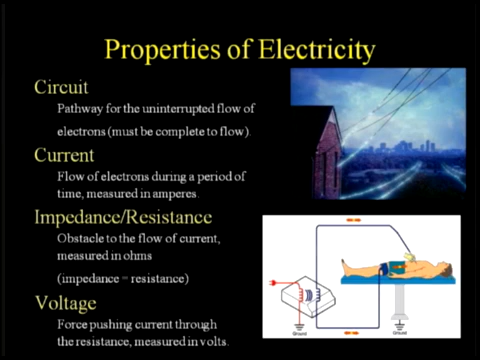 Properties of Electricity
Circuit
Pathway for the uninterrupted flow of
electrons (must be complete to flow).
Current
Flow of electrons during a period of
time, measured in amperes.
Impedance/Resistance
Obstacle to the flow of current,
measured in ohms
(impedance = resistance)
Voltage
Force pushing current through
the resistance, measured in volts.
Ground
Ground